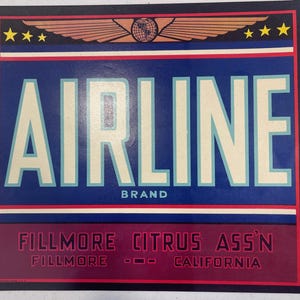 AIRLINE
BRAND
FILLMORE CITRUS ASS'N
FILLMORE -=- CALIFORNIA